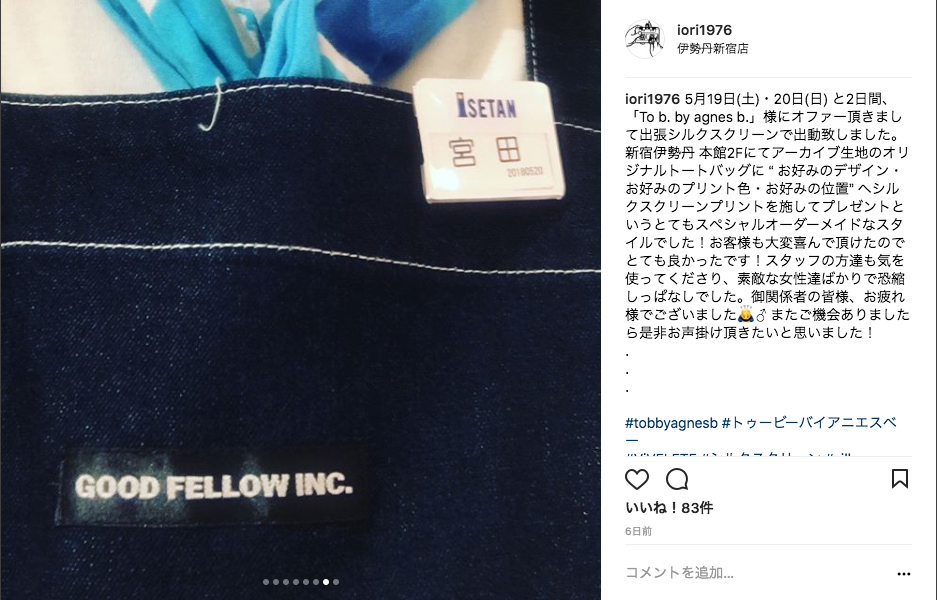 ISETAN
宮田
20180520
GOOD FELLOW INC.
iori1976
伊勢丹新宿店
iori1976 5月19日(土)・20日(日) と2日間、
「To b. by agnes b.」様にオファー頂きまし
て出張シルクスクリーンで出動致しました。
新宿伊勢丹 本館2Fにてアーカイブ生地のオリ
ジナルトートバッグに “ お好みのデザイン・
お好みのプリント色・お好みの位置” へシル
クスクリーンプリントを施してプレゼントと
いうとてもスペシャルオーダーメイドなスタ
イルでした！お客様も大変喜んで頂けたので
とても良かったです！スタッフの方達も気を
使ってくださり、素敵な女性達ばかりで恐縮
しっぱなしでした。御関係者の皆様、お疲れ
様でございました🙇‍♂ またご機会ありました
ら是非お声掛け頂きたいと思いました！
.
.
.
#tobbyagnesb #トゥービーバイアニエスベ
ー
いいね！83件
6日前
コメントを追加...